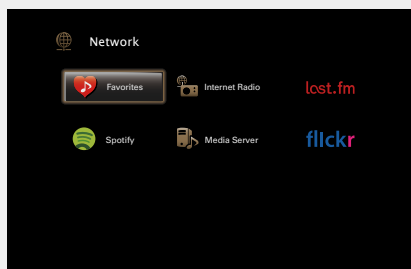 Network
Favorites Internet Radio last.fm
Spotify Media Server flickr